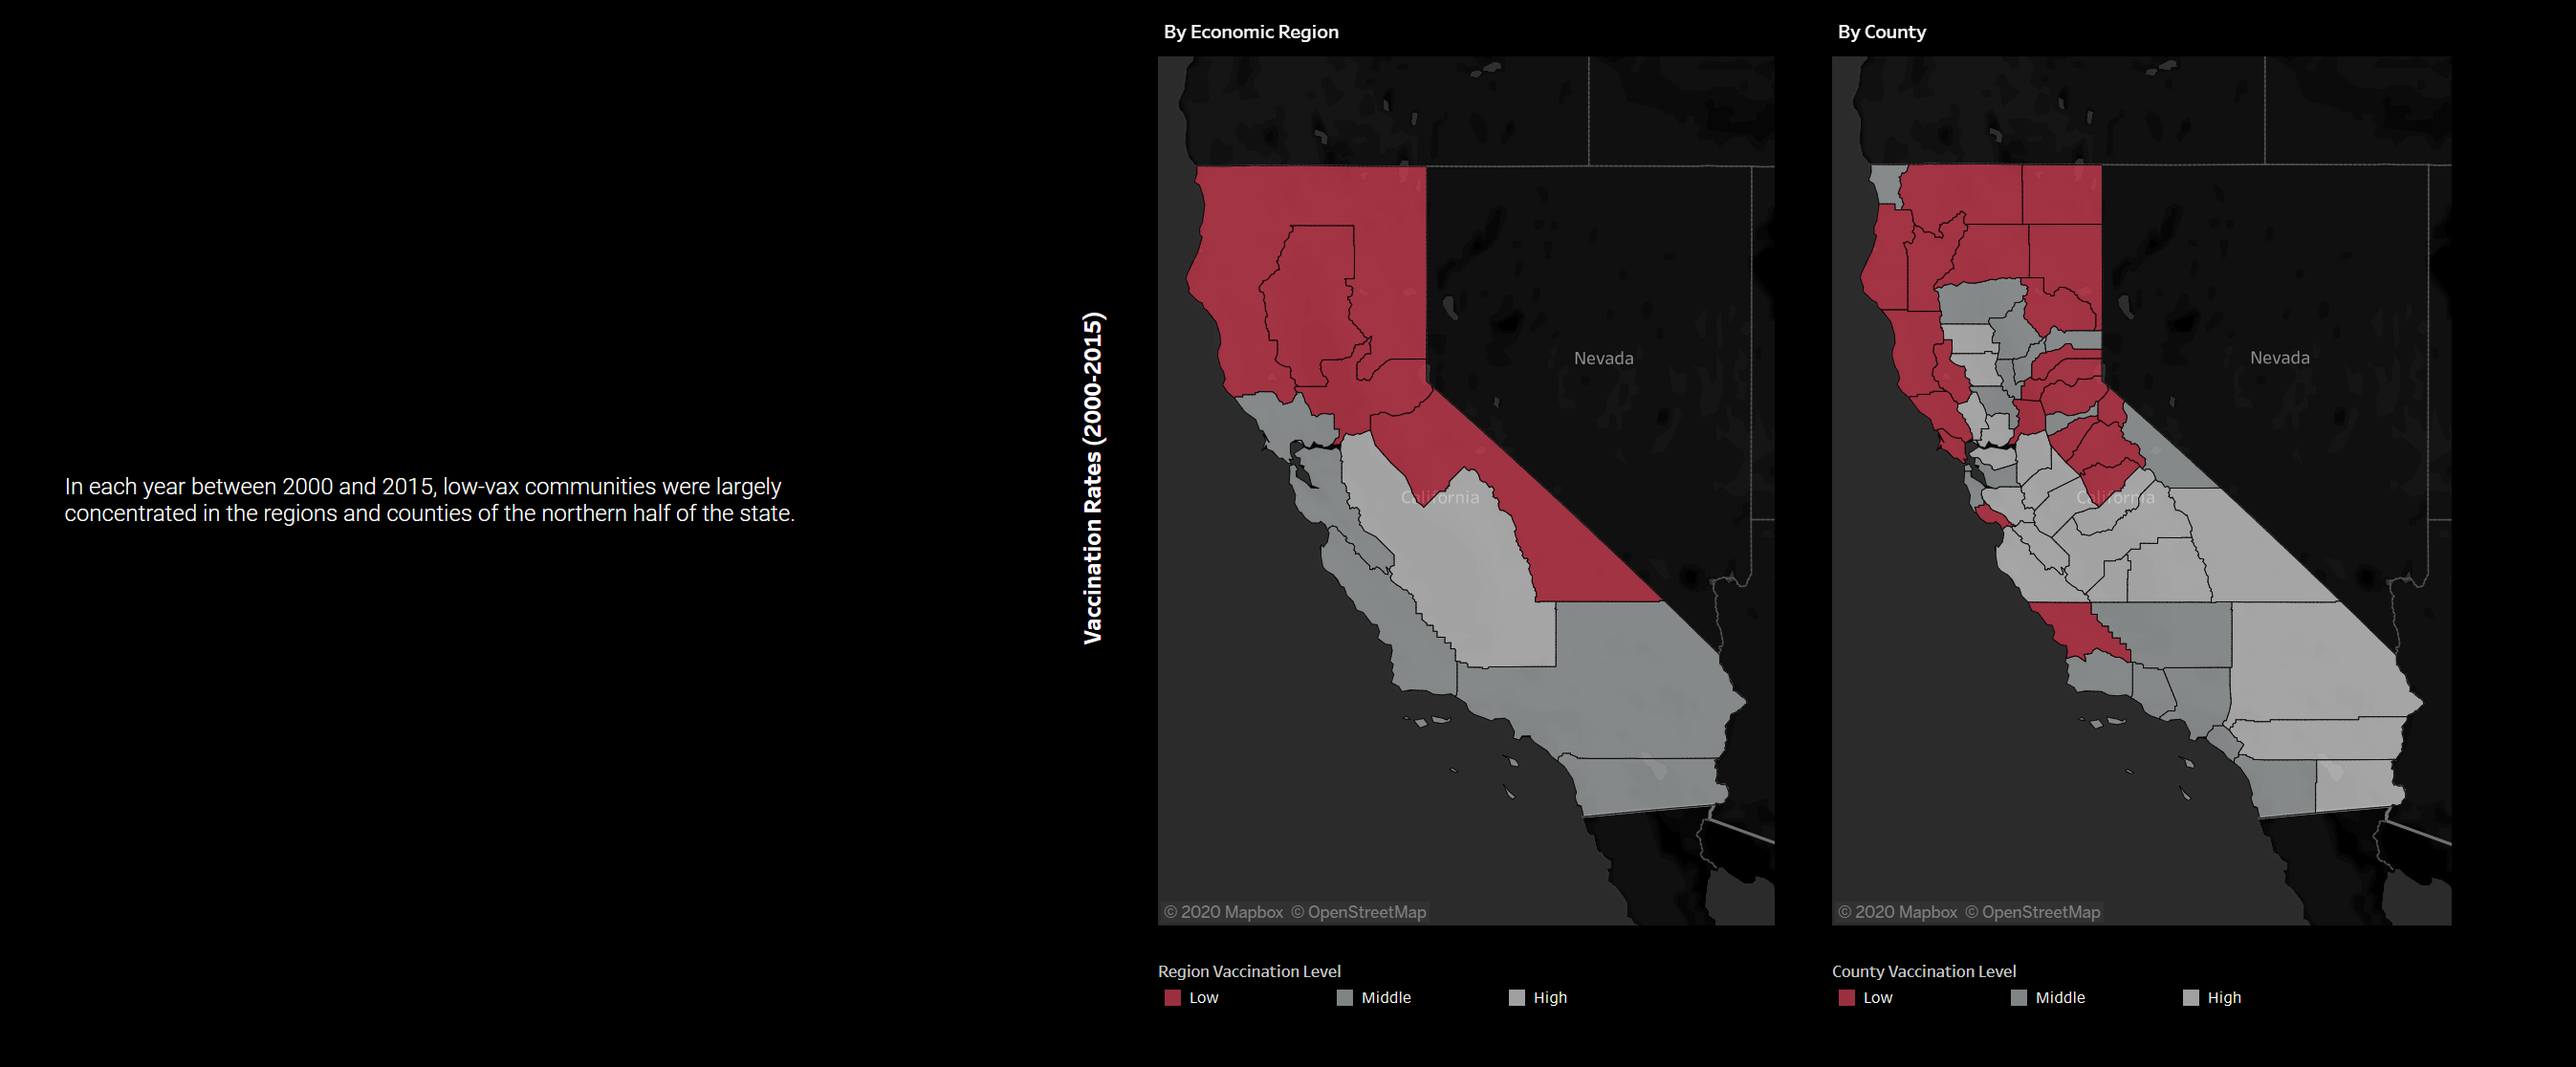 In each year between 2000 and 2015, low-vax communities were largely
concentrated in the regions and counties of the northern half of the state.
Vaccination Rates (2000-2015)
By Economic Region
Nevada
California
© 2020 Mapbox © OpenStreetMap
Region Vaccination Level
Low
Middle
High
By County
Nevada
California
© 2020 Mapbox © OpenStreetMap
County Vaccination Level
Low
Middle
High